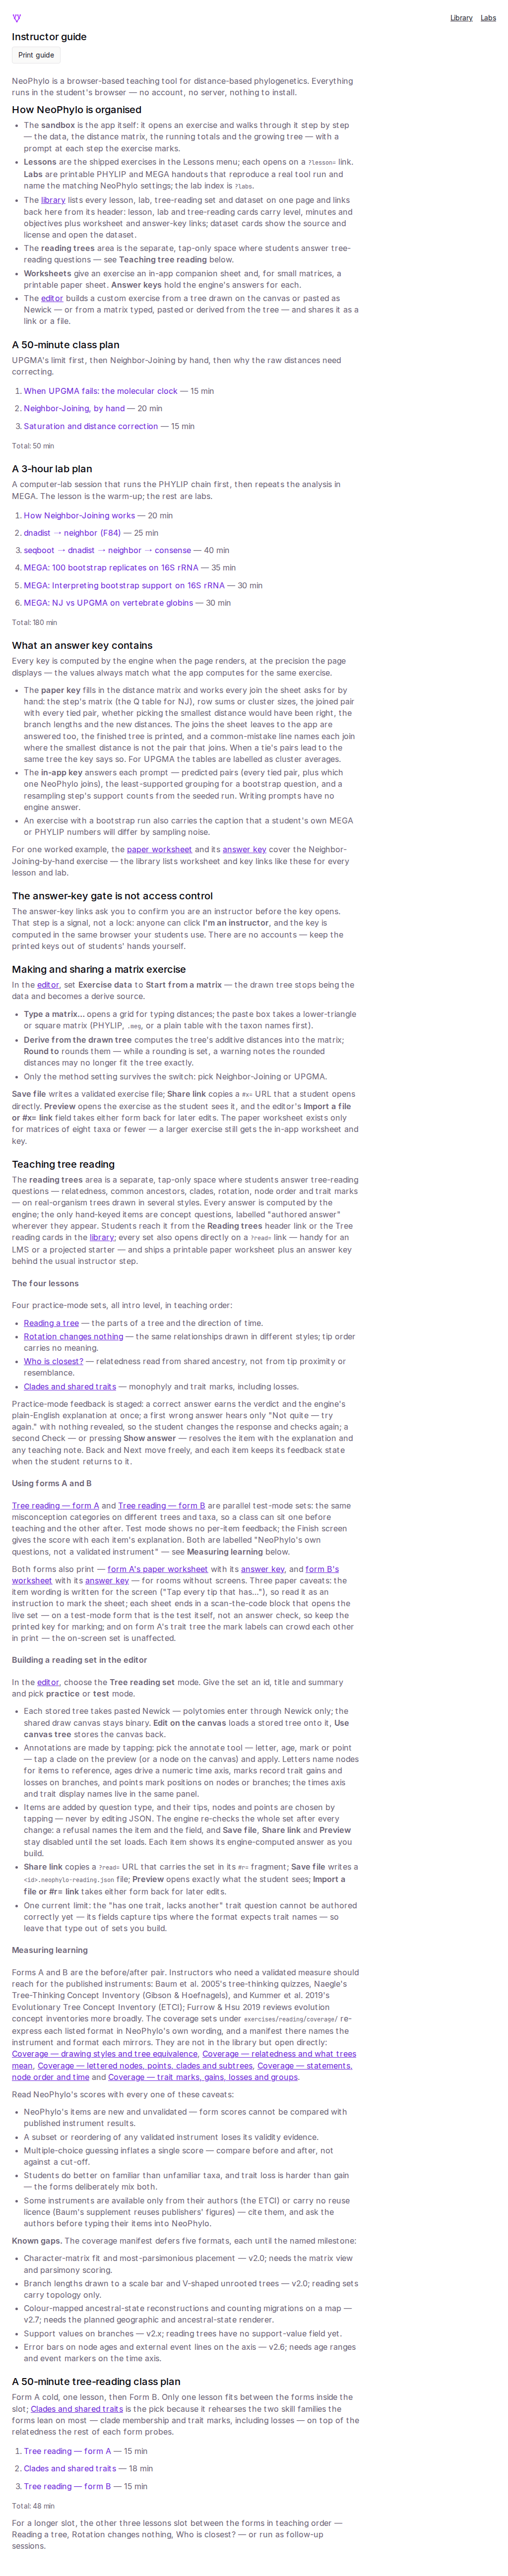 Library Labs
Instructor guide
Print guide
NeoPhylo is a browser-based teaching tool for distance-based phylogenetics. Everything
runs in the student's browser — no account, no server, nothing to install.
How NeoPhylo is organised
• The sandbox is the app itself: it opens an exercise and walks through it step by step
— the data, the distance matrix, the running totals and the growing tree — with a
prompt at each step the exercise marks.
• Lessons are the shipped exercises in the Lessons menu; each opens on a ?lesson= link.
Labs are printable PHYLIP and MEGA handouts that reproduce a real tool run and
name the matching NeoPhylo settings; the lab index is ?labs.
• The library lists every lesson, lab, tree-reading set and dataset on one page and links
back here from its header: lesson, lab and tree-reading cards carry level, minutes and
objectives plus worksheet and answer-key links; dataset cards show the source and
license and open the dataset.
• The reading trees area is the separate, tap-only space where students answer tree-
reading questions — see Teaching tree reading below.
• Worksheets give an exercise an in-app companion sheet and, for small matrices, a
printable paper sheet. Answer keys hold the engine's answers for each.
• The editor builds a custom exercise from a tree drawn on the canvas or pasted as
Newick — or from a matrix typed, pasted or derived from the tree — and shares it as a
link or a file.
A 50-minute class plan
UPGMA's limit first, then Neighbor-Joining by hand, then why the raw distances need
correcting.
1. When UPGMA fails: the molecular clock — 15 min
2. Neighbor-Joining, by hand — 20 min
3. Saturation and distance correction — 15 min
Total: 50 min
A 3-hour lab plan
A computer-lab session that runs the PHYLIP chain first, then repeats the analysis in
MEGA. The lesson is the warm-up; the rest are labs.
1. How Neighbor-Joining works — 20 min
2. dnadist → neighbor (F84) — 25 min
3. seqboot → dnadist → neighbor → consense — 40 min
4. MEGA: 100 bootstrap replicates on 16S rRNA — 35 min
5. MEGA: Interpreting bootstrap support on 16S rRNA — 30 min
6. MEGA: NJ vs UPGMA on vertebrate globins — 30 min
Total: 180 min
What an answer key contains
Every key is computed by the engine when the page renders, at the precision the page
displays — the values always match what the app computes for the same exercise.
• The paper key fills in the distance matrix and works every join the sheet asks for by
hand: the step's matrix (the Q table for NJ), row sums or cluster sizes, the joined pair
with every tied pair, whether picking the smallest distance would have been right, the
branch lengths and the new distances. The joins the sheet leaves to the app are
answered too, the finished tree is printed, and a common-mistake line names each join
where the smallest distance is not the pair that joins. When a tie's pairs lead to the
same tree the key says so. For UPGMA the tables are labelled as cluster averages.
• The in-app key answers each prompt — predicted pairs (every tied pair, plus which
one NeoPhylo joins), the least-supported grouping for a bootstrap question, and a
resampling step's support counts from the seeded run. Writing prompts have no
engine answer.
• An exercise with a bootstrap run also carries the caption that a student's own MEGA
or PHYLIP numbers will differ by sampling noise.
For one worked example, the paper worksheet and its answer key cover the Neighbor-
Joining-by-hand exercise — the library lists worksheet and key links like these for every
lesson and lab.
The answer-key gate is not access control
The answer-key links ask you to confirm you are an instructor before the key opens.
That step is a signal, not a lock: anyone can click I'm an instructor, and the key is
computed in the same browser your students use. There are no accounts — keep the
printed keys out of students' hands yourself.
Making and sharing a matrix exercise
In the editor, set Exercise data to Start from a matrix — the drawn tree stops being the
data and becomes a derive source.
• Type a matrix… opens a grid for typing distances; the paste box takes a lower-triangle
or square matrix (PHYLIP, .meg, or a plain table with the taxon names first).
• Derive from the drawn tree computes the tree's additive distances into the matrix;
Round to rounds them — while a rounding is set, a warning notes the rounded
distances may no longer fit the tree exactly.
• Only the method setting survives the switch: pick Neighbor-Joining or UPGMA.
Save file writes a validated exercise file; Share link copies a #x= URL that a student opens
directly. Preview opens the exercise as the student sees it, and the editor's Import a file
or #x= link field takes either form back for later edits. The paper worksheet exists only
for matrices of eight taxa or fewer — a larger exercise still gets the in-app worksheet and
key.
Teaching tree reading
The reading trees area is a separate, tap-only space where students answer tree-reading
questions — relatedness, common ancestors, clades, rotation, node order and trait marks
— on real-organism trees drawn in several styles. Every answer is computed by the
engine; the only hand-keyed items are concept questions, labelled "authored answer"
wherever they appear. Students reach it from the Reading trees header link or the Tree
reading cards in the library; every set also opens directly on a ?read= link — handy for an
LMS or a projected starter — and ships a printable paper worksheet plus an answer key
behind the usual instructor step.
The four lessons
Four practice-mode sets, all intro level, in teaching order:
• Reading a tree — the parts of a tree and the direction of time.
• Rotation changes nothing — the same relationships drawn in different styles; tip order
carries no meaning.
• Who is closest? — relatedness read from shared ancestry, not from tip proximity or
resemblance.
• Clades and shared traits — monophyly and trait marks, including losses.
Practice-mode feedback is staged: a correct answer earns the verdict and the engine's
plain-English explanation at once; a first wrong answer hears only "Not quite — try
again." with nothing revealed, so the student changes the response and checks again; a
second Check — or pressing Show answer — resolves the item with the explanation and
any teaching note. Back and Next move freely, and each item keeps its feedback state
when the student returns to it.
Using forms A and B
Tree reading — form A and Tree reading — form B are parallel test-mode sets: the same
misconception categories on different trees and taxa, so a class can sit one before
teaching and the other after. Test mode shows no per-item feedback; the Finish screen
gives the score with each item's explanation. Both are labelled "NeoPhylo's own
questions, not a validated instrument" — see Measuring learning below.
Both forms also print — form A's paper worksheet with its answer key, and form B's
worksheet with its answer key — for rooms without screens. Three paper caveats: the
item wording is written for the screen ("Tap every tip that has…"), so read it as an
instruction to mark the sheet; each sheet ends in a scan-the-code block that opens the
live set — on a test-mode form that is the test itself, not an answer check, so keep the
printed key for marking; and on form A's trait tree the mark labels can crowd each other
in print — the on-screen set is unaffected.
Building a reading set in the editor
In the editor, choose the Tree reading set mode. Give the set an id, title and summary
and pick practice or test mode.
• Each stored tree takes pasted Newick — polytomies enter through Newick only; the
shared draw canvas stays binary. Edit on the canvas loads a stored tree onto it, Use
canvas tree stores the canvas back.
• Annotations are made by tapping: pick the annotate tool — letter, age, mark or point
— tap a clade on the preview (or a node on the canvas) and apply. Letters name nodes
for items to reference, ages drive a numeric time axis, marks record trait gains and
losses on branches, and points mark positions on nodes or branches; the times axis
and trait display names live in the same panel.
• Items are added by question type, and their tips, nodes and points are chosen by
tapping — never by editing JSON. The engine re-checks the whole set after every
change: a refusal names the item and the field, and Save file, Share link and Preview
stay disabled until the set loads. Each item shows its engine-computed answer as you
build.
• Share link copies a ?read= URL that carries the set in its #r= fragment; Save file writes a
<id>.neophylo-reading.json file; Preview opens exactly what the student sees; Import a
file or #r= link takes either form back for later edits.
• One current limit: the "has one trait, lacks another" trait question cannot be authored
correctly yet — its fields capture tips where the format expects trait names — so
leave that type out of sets you build.
Measuring learning
Forms A and B are the before/after pair. Instructors who need a validated measure should
reach for the published instruments: Baum et al. 2005's tree-thinking quizzes, Naegle's
Tree-Thinking Concept Inventory (Gibson & Hoefnagels), and Kummer et al. 2019's
Evolutionary Tree Concept Inventory (ETCI); Furrow & Hsu 2019 reviews evolution
concept inventories more broadly. The coverage sets under exercises/reading/coverage/ re-
express each listed format in NeoPhylo's own wording, and a manifest there names the
instrument and format each mirrors. They are not in the library but open directly:
Coverage — drawing styles and tree equivalence, Coverage — relatedness and what trees
mean, Coverage — lettered nodes, points, clades and subtrees, Coverage — statements,
node order and time and Coverage — trait marks, gains, losses and groups.
Read NeoPhylo's scores with every one of these caveats:
• NeoPhylo's items are new and unvalidated — form scores cannot be compared with
published instrument results.
• A subset or reordering of any validated instrument loses its validity evidence.
• Multiple-choice guessing inflates a single score — compare before and after, not
against a cut-off.
• Students do better on familiar than unfamiliar taxa, and trait loss is harder than gain
— the forms deliberately mix both.
• Some instruments are available only from their authors (the ETCI) or carry no reuse
licence (Baum's supplement reuses publishers' figures) — cite them, and ask the
authors before typing their items into NeoPhylo.
Known gaps. The coverage manifest defers five formats, each until the named milestone:
• Character-matrix fit and most-parsimonious placement — v2.0; needs the matrix view
and parsimony scoring.
• Branch lengths drawn to a scale bar and V-shaped unrooted trees — v2.0; reading sets
carry topology only.
• Colour-mapped ancestral-state reconstructions and counting migrations on a map —
v2.7; needs the planned geographic and ancestral-state renderer.
• Support values on branches — v2.x; reading trees have no support-value field yet.
• Error bars on node ages and external event lines on the axis — v2.6; needs age ranges
and event markers on the time axis.
A 50-minute tree-reading class plan
Form A cold, one lesson, then Form B. Only one lesson fits between the forms inside the
slot; Clades and shared traits is the pick because it rehearses the two skill families the
forms lean on most — clade membership and trait marks, including losses — on top of the
relatedness the rest of each form probes.
1. Tree reading — form A — 15 min
2. Clades and shared traits — 18 min
3. Tree reading — form B — 15 min
Total: 48 min
For a longer slot, the other three lessons slot between the forms in teaching order —
Reading a tree, Rotation changes nothing, Who is closest? — or run as follow-up
sessions.